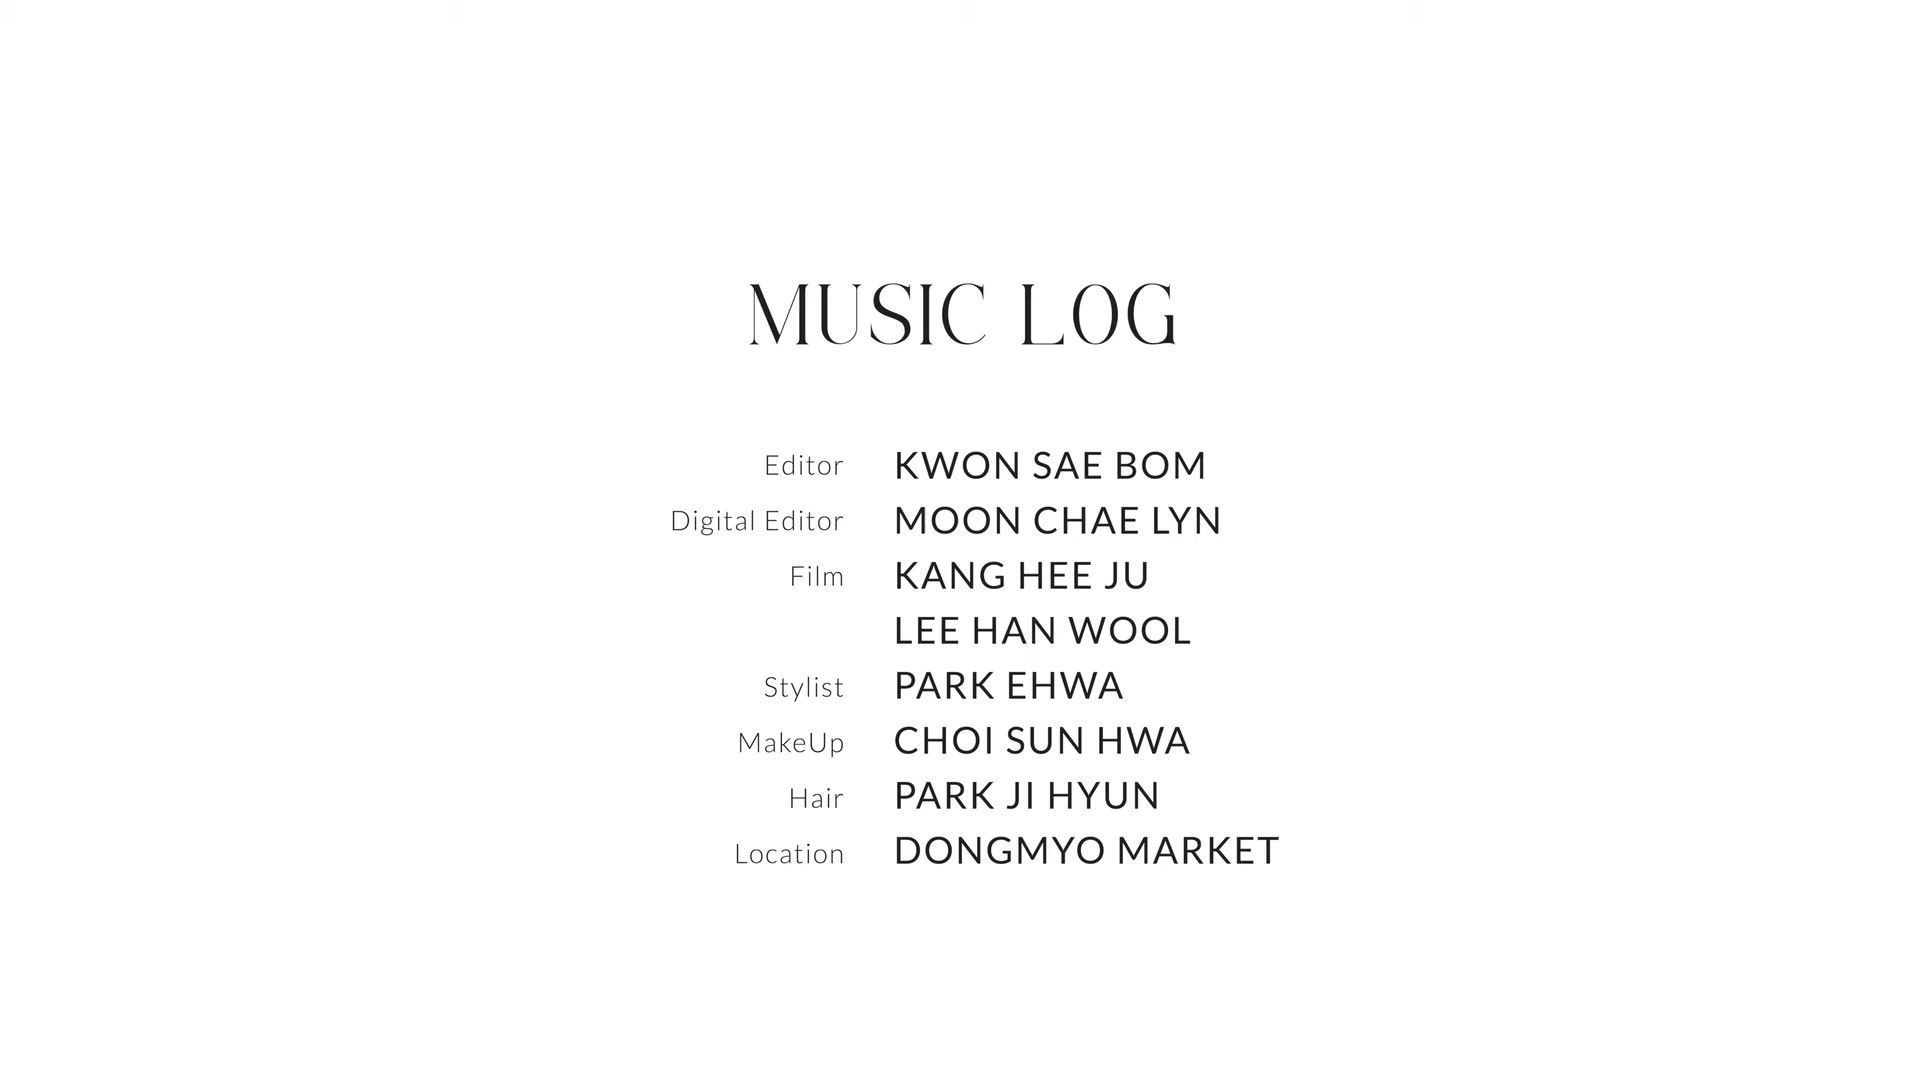 MUSIC LOG
Editor KWON SAE BOM
Digital Editor MOON CHAE LYN
Film KANG HEE JU
LEE HAN WOOL
Stylist PARK EHWA
MakeUp CHOI SUN HWA
Hair PARK JI HYUN
Location DONGMYO MARKET